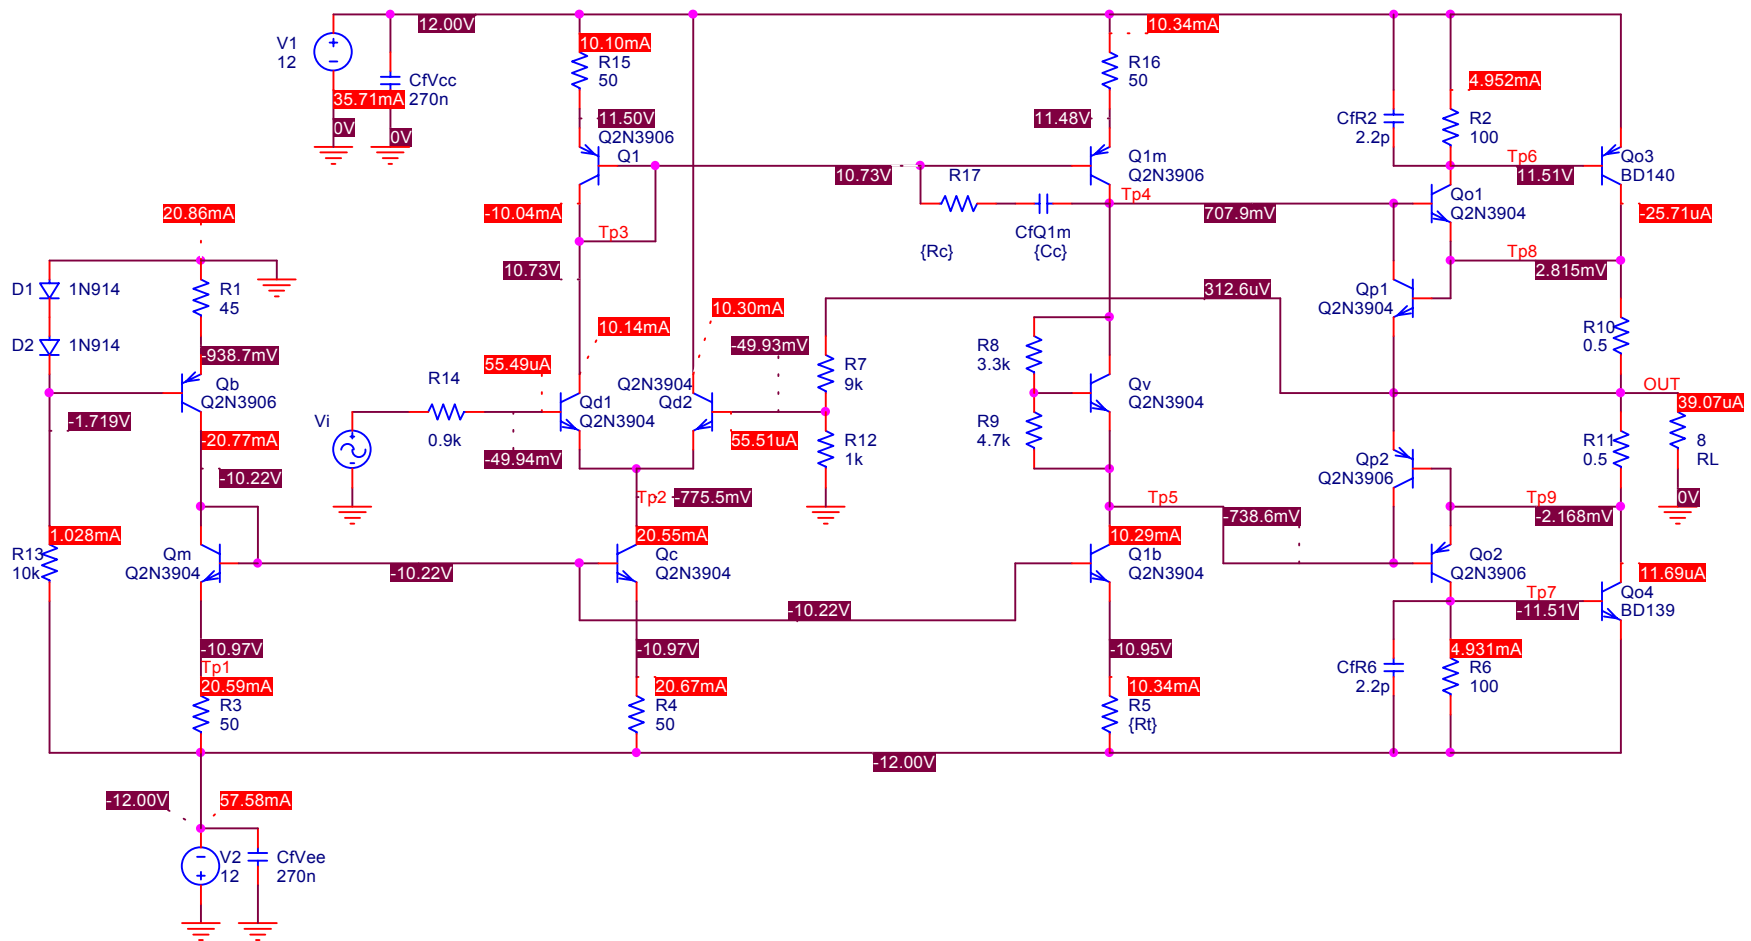 12.00V
10.34mA
V1
12
10.10mA
R15
50
R16
50
CfVcc
270n
35.71mA
0V
0V
4.952mA
CfR2
2.2p
R2
100
11.50V
Q2N3906
Q1
11.48V
Q1m
Q2N3906
Tp6
11.51V
Qo3
BD140
10.73V
R17
Tp4
707.9mV
Qo1
Q2N3904
-25.71uA
20.86mA
-10.04mA
Tp3
CfQ1m
{Rc}
{Cc}
Tp8
2.815mV
10.73V
D1
1N914
R1
45
312.6uV
Qp1
Q2N3904
10.30mA
10.14mA
R10
0.5
D2
1N914
-938.7mV
-49.93mV
R8
3.3k
55.49uA
R7
9k
Qb
Q2N3906
R14
Q2N3904
Qd2
Qd1
Q2N3904
Qv
Q2N3904
OUT
39.07uA
-1.719V
Vi
0.9k
R9
4.7k
-20.77mA
55.51uA
R12
1k
R11
0.5
8
RL
-49.94mV
Qp2
Q2N3906
-10.22V
Tp2
-775.5mV
Tp5
-738.6mV
Tp9
-2.168mV
0V
1.028mA
R13
10k
20.55mA
10.29mA
Qm
Q2N3904
-10.22V
Qc
Q2N3904
Q1b
Q2N3904
Qo2
Q2N3906
11.69uA
Tp7
-11.51V
Qo4
BD139
-10.22V
-10.97V
Tp1
-10.97V
-10.95V
4.931mA
CfR6
2.2p
R6
100
20.59mA
R3
50
20.67mA
R4
50
10.34mA
R5
{Rt}
-12.00V
-12.00V
57.58mA
V2
12
CfVee
270n